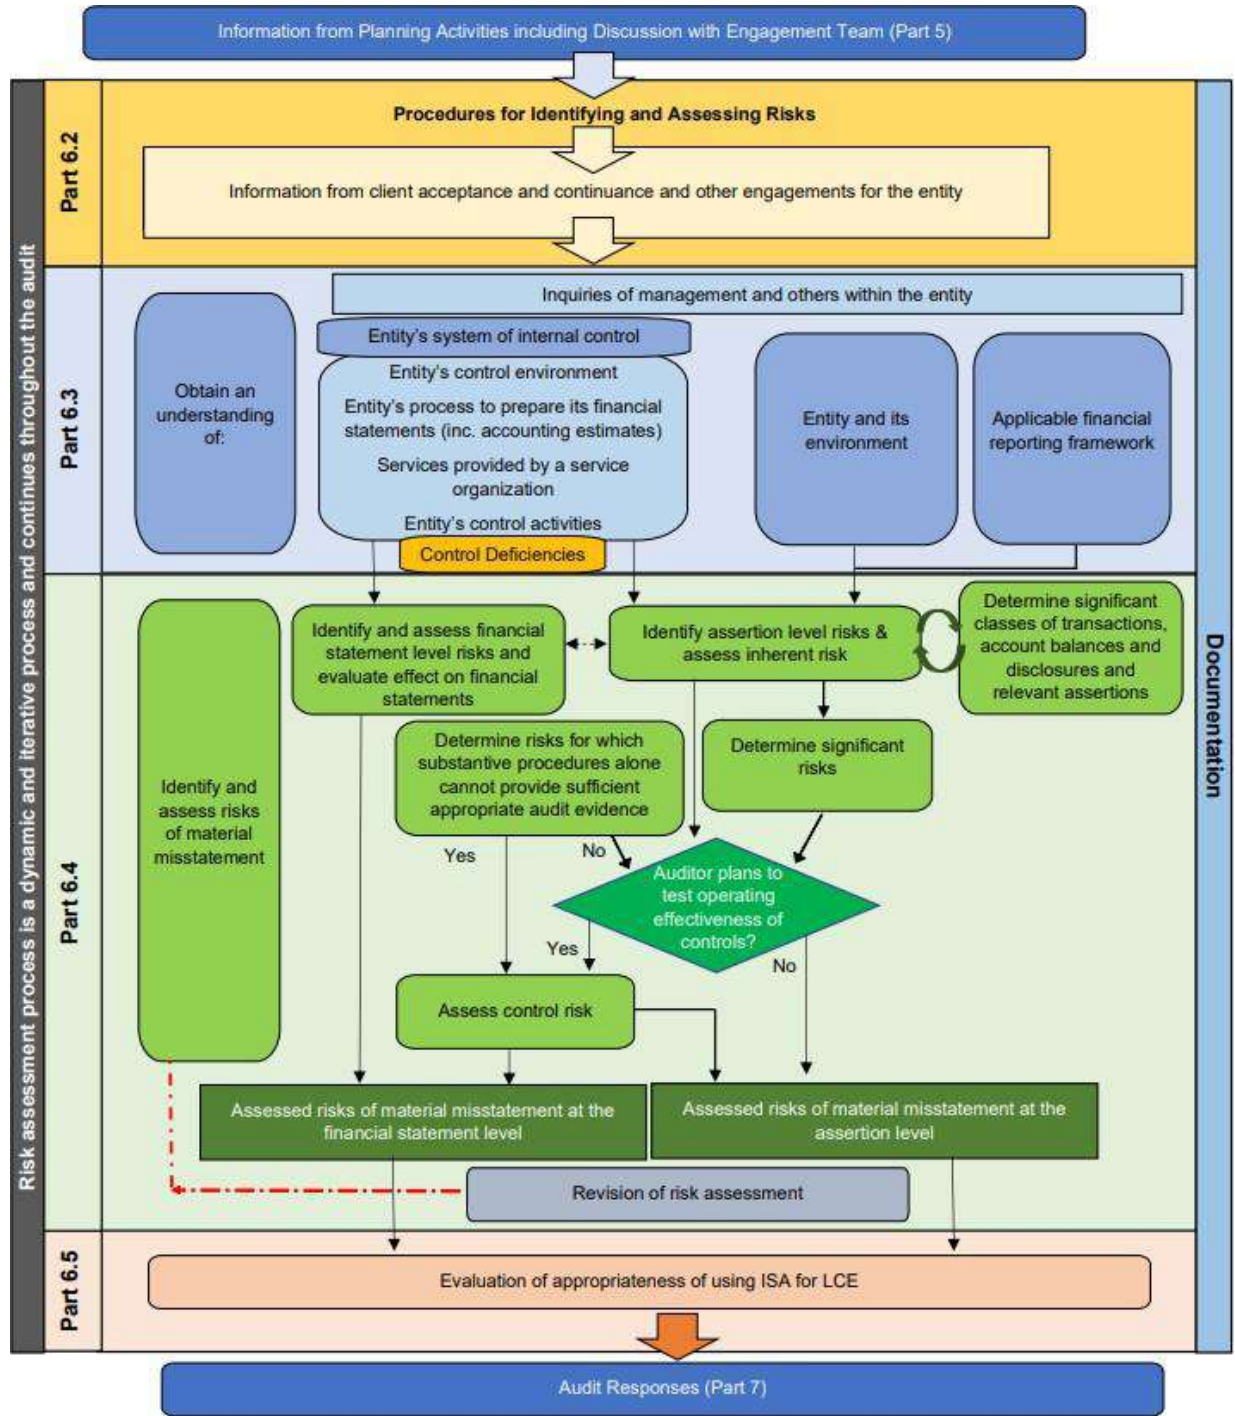 Information from Planning Activities including Discussion with Engagement Team (Part 5)
Risk assessment process is a dynamic and iterative process and continues throughout the audit
Documentation
Part 6.2
Procedures for Identifying and Assessing Risks
Information from client acceptance and continuance and other engagements for the entity
Part 6.3
Inquiries of management and others within the entity
Obtain an
understanding
of:
Entity's system of internal control
Entity's control environment
Entity's process to prepare its financial
statements (inc. accounting estimates)
Services provided by a service
organization
Entity's control activities
Control Deficiencies
Entity and its
environment
Applicable financial
reporting framework
Part 6.4
Identify and
assess risks
of material
misstatement
Identify and assess financial
statement level risks and
evaluate effect on financial
statements
Identify assertion level risks &
assess inherent risk
Determine significant
classes of transactions,
account balances and
disclosures and
relevant assertions
Determine risks for which
substantive procedures alone
cannot provide sufficient
appropriate audit evidence
Determine significant
risks
Yes
No
Auditor plans to
test operating
effectiveness of
controls?
Yes
No
Assess control risk
Assessed risks of material misstatement at the
financial statement level
Assessed risks of material misstatement at the
assertion level
Revision of risk assessment
Part 6.5
Evaluation of appropriateness of using ISA for LCE
Audit Responses (Part 7)